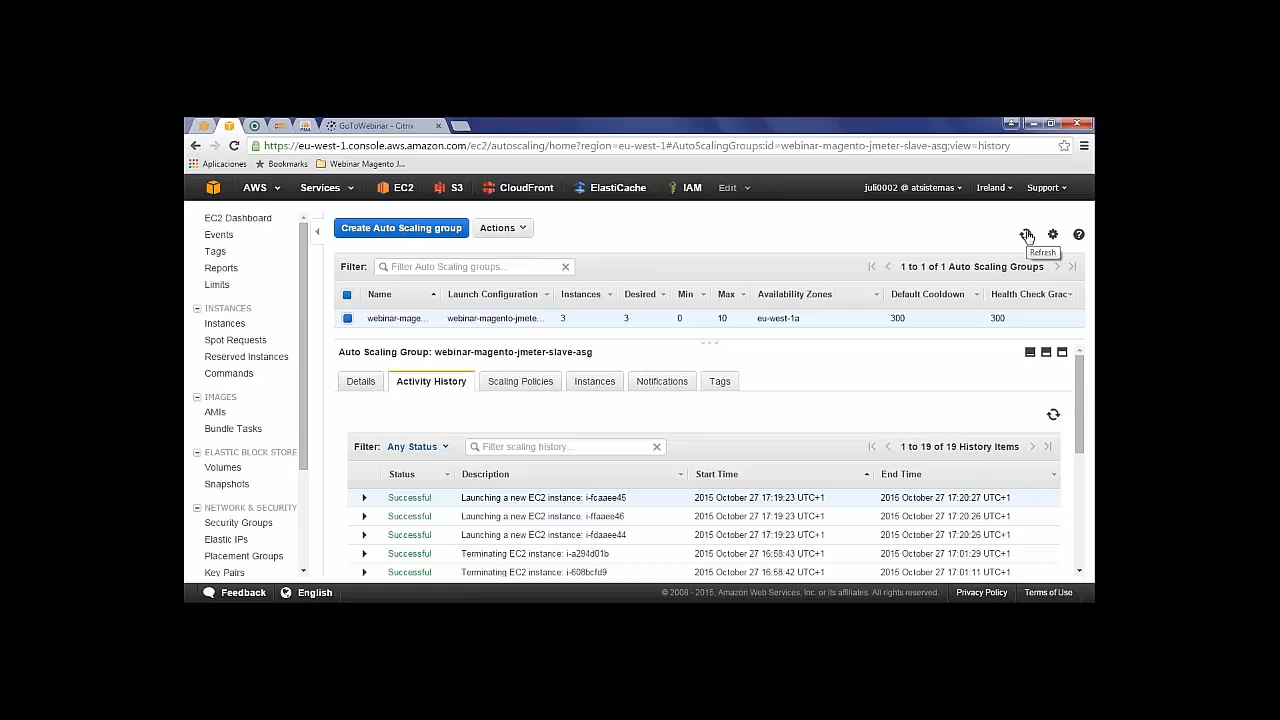 GoToWebinar - Citrix
https://eu-west-1.console.aws.amazon.com/ec2/autoscaling/home?region=eu-west-1#AutoScalingGroups:id=webinar-magento-jmeter-slave-asg;view=history
Aplicaciones Bookmarks Webinar Magento J...
AWS Services EC2 S3 CloudFront ElastiCache IAM Edit juli0002 @ atsistemas Ireland Support
EC2 Dashboard
Events
Tags
Reports
Limits
INSTANCES
Instances
Spot Requests
Reserved Instances
Commands
IMAGES
AMIs
Bundle Tasks
ELASTIC BLOCK STORE
Volumes
Snapshots
NETWORK & SECURITY
Security Groups
Elastic IPs
Placement Groups
Key Pairs
Create Auto Scaling group Actions
Refresh
Filter: Filter Auto Scaling groups... 1 to 1 of 1 Auto Scaling Groups
Name Launch Configuration Instances Desired Min Max Availability Zones Default Cooldown Health Check Grac
webinar-mage... webinar-magento-jmete... 3 3 0 10 eu-west-1a 300 300
Auto Scaling Group: webinar-magento-jmeter-slave-asg
Details Activity History Scaling Policies Instances Notifications Tags
Filter: Any Status Filter scaling history... 1 to 19 of 19 History Items
Status Description Start Time End Time
Successful Launching a new EC2 instance: i-fcaaee45 2015 October 27 17:19:23 UTC+1 2015 October 27 17:20:27 UTC+1
Successful Launching a new EC2 instance: i-ffaaee46 2015 October 27 17:19:23 UTC+1 2015 October 27 17:20:26 UTC+1
Successful Launching a new EC2 instance: i-fdaaee44 2015 October 27 17:19:23 UTC+1 2015 October 27 17:20:26 UTC+1
Successful Terminating EC2 instance: i-a294d01b 2015 October 27 16:58:43 UTC+1 2015 October 27 17:01:29 UTC+1
Successful Terminating EC2 instance: i-608bcfd9 2015 October 27 16:58:42 UTC+1 2015 October 27 17:01:11 UTC+1
Feedback English © 2008 - 2015, Amazon Web Services, Inc. or its affiliates. All rights reserved. Privacy Policy Terms of Use